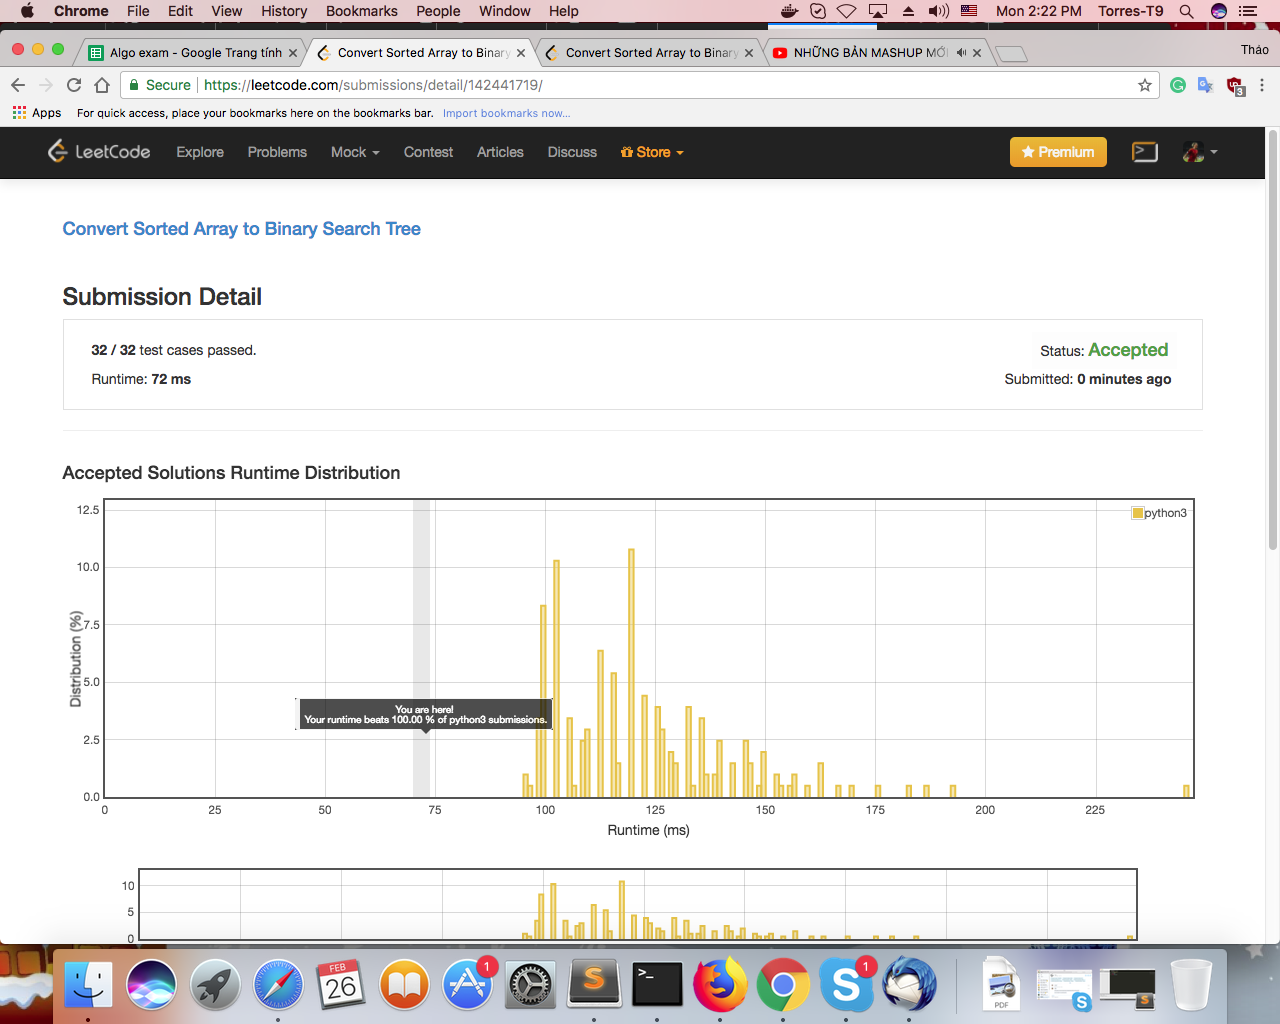 Chrome File Edit View History Bookmarks People Window Help Mon 2:22 PM Torres-T9
Algo exam - Google Trang tính Convert Sorted Array to Binary Convert Sorted Array to Binary NHỮNG BẢN MASHUP MỚI Thảo
Secure https://leetcode.com/submissions/detail/142441719/ 3
Apps For quick access, place your bookmarks here on the bookmarks bar. Import bookmarks now...
LeetCode Explore Problems Mock Contest Articles Discuss Store Premium
Convert Sorted Array to Binary Search Tree
Submission Detail
32 / 32 test cases passed. Status: Accepted
Runtime: 72 ms Submitted: 0 minutes ago
Accepted Solutions Runtime Distribution
12.5
python3
10.0
7.5
5.0
2.5
0.0
Distribution (%)
You are here!
Your runtime beats 100.00 % of python3 submissions.
0 25 50 75 100 125 150 175 200 225
Runtime (ms)
10
5
0
FEB
26
1
1
PDF